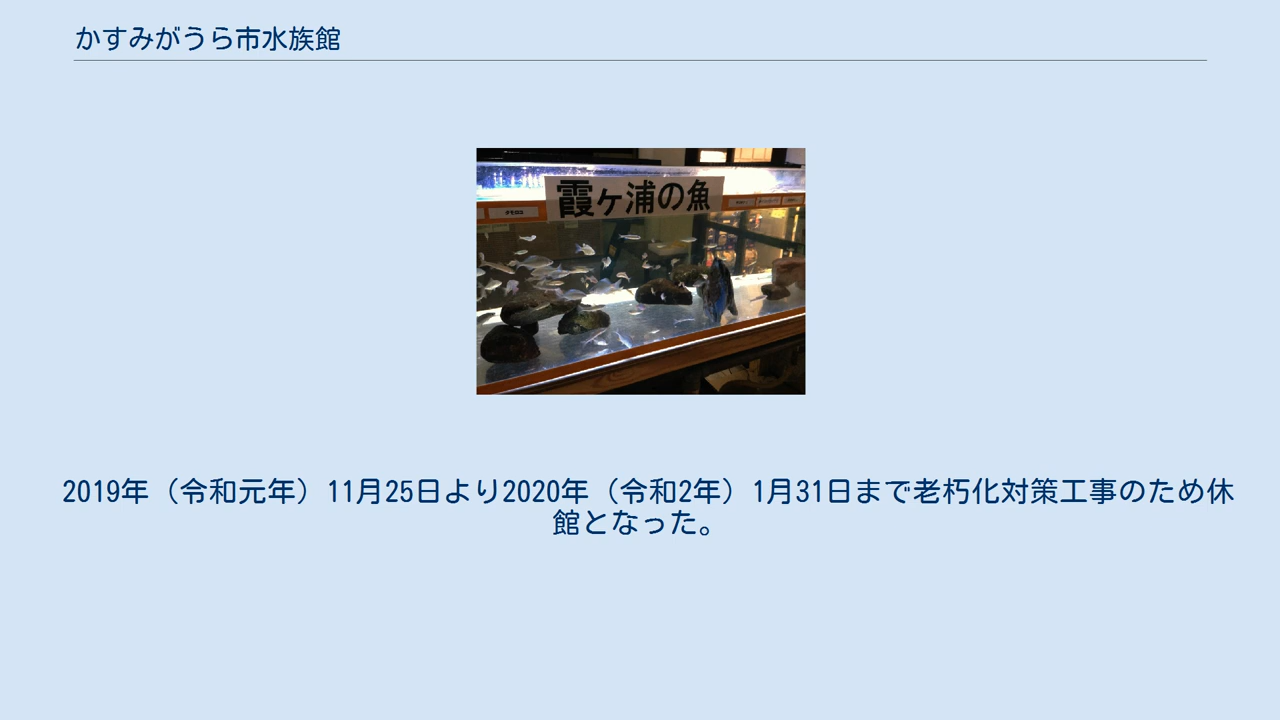 かすみがうら市水族館
霞ヶ浦の魚
2019年（令和元年）11月25日より2020年（令和2年）1月31日まで老朽化対策工事のため休
館となった。